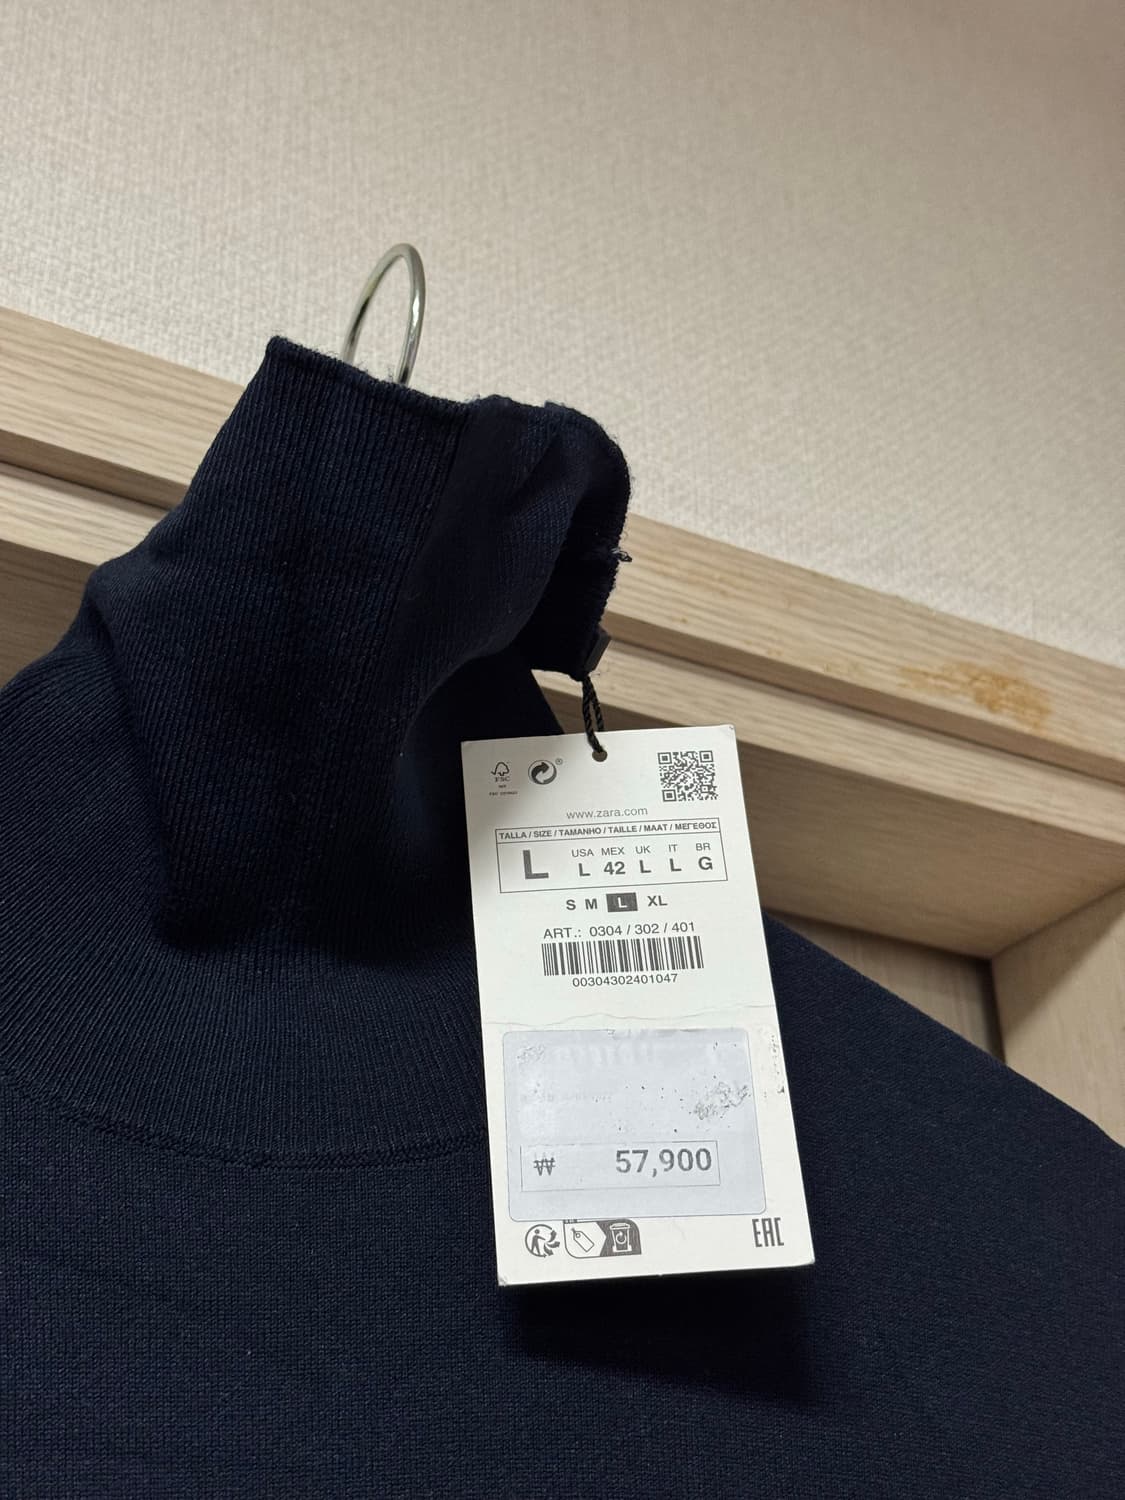 FSC
www.zara.com
TALLA / SIZE / TAMANHO / TAILLE / MAAT / ΜΕΓΕΘΟΣ
L
USA MEX UK IT BR
L 42 L L G
S M L XL
ART.: 0304 / 302 / 401
00304302401047
₩ 57,900
EAC